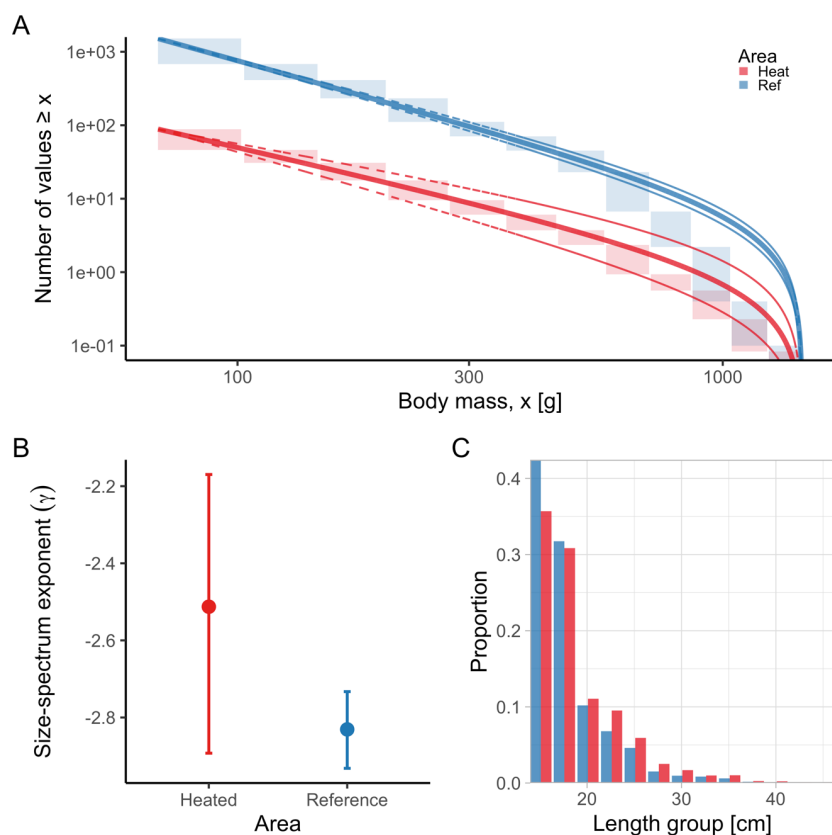 A
Number of values ≥ x
1e+03
1e+02
1e+01
1e+00
1e-01
100
300
1000
Body mass, x [g]
Area
Heat
Ref
B
Size-spectrum exponent (γ)
-2.2
-2.4
-2.6
-2.8
Heated
Reference
Area
C
Proportion
0.4
0.3
0.2
0.1
0.0
20
30
40
Length group [cm]